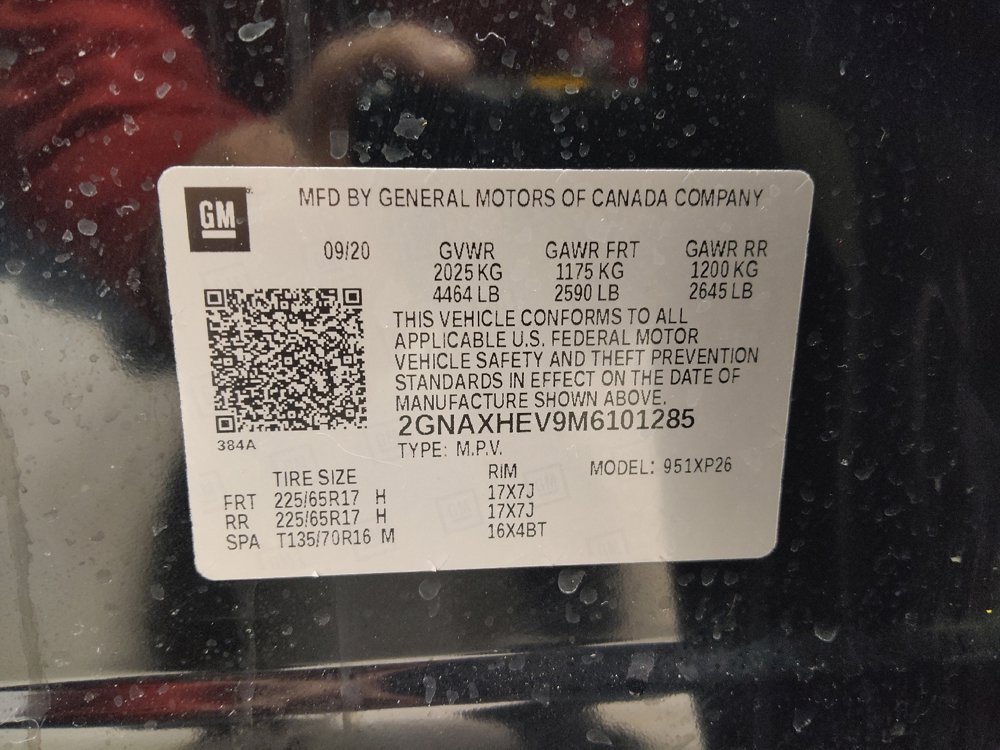 GM
MFD BY GENERAL MOTORS OF CANADA COMPANY
09/20 GVWR GAWR FRT GAWR RR
2025 KG 1175 KG 1200 KG
4464 LB 2590 LB 2645 LB
THIS VEHICLE CONFORMS TO ALL
APPLICABLE U.S. FEDERAL MOTOR
VEHICLE SAFETY AND THEFT PREVENTION
STANDARDS IN EFFECT ON THE DATE OF
MANUFACTURE SHOWN ABOVE.
2GNAXHEV9M6101285
384A
TYPE: M.P.V.
TIRE SIZE RIM MODEL: 951XP26
FRT 225/65R17 H 17X7J
RR 225/65R17 H 17X7J
SPA T135/70R16 M 16X4BT